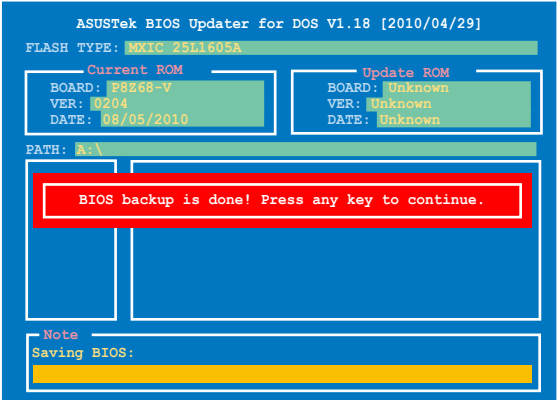 ASUSTek BIOS Updater for DOS V1.18 [2010/04/29]
FLASH TYPE: MXIC 25L1605A
Current ROM
BOARD: P8Z68-V
VER: 0204
DATE: 08/05/2010
Update ROM
BOARD: Unknown
VER: Unknown
DATE: Unknown
PATH: A:\
BIOS backup is done! Press any key to continue.
Note
Saving BIOS: